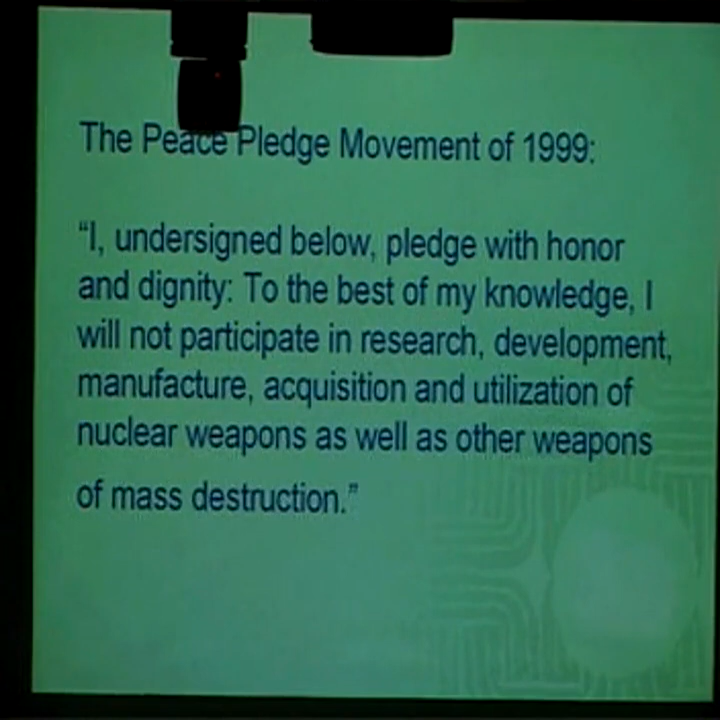 The Peace Pledge Movement of 1999:
“I, undersigned below, pledge with honor
and dignity: To the best of my knowledge, I
will not participate in research, development,
manufacture, acquisition and utilization of
nuclear weapons as well as other weapons
of mass destruction.”